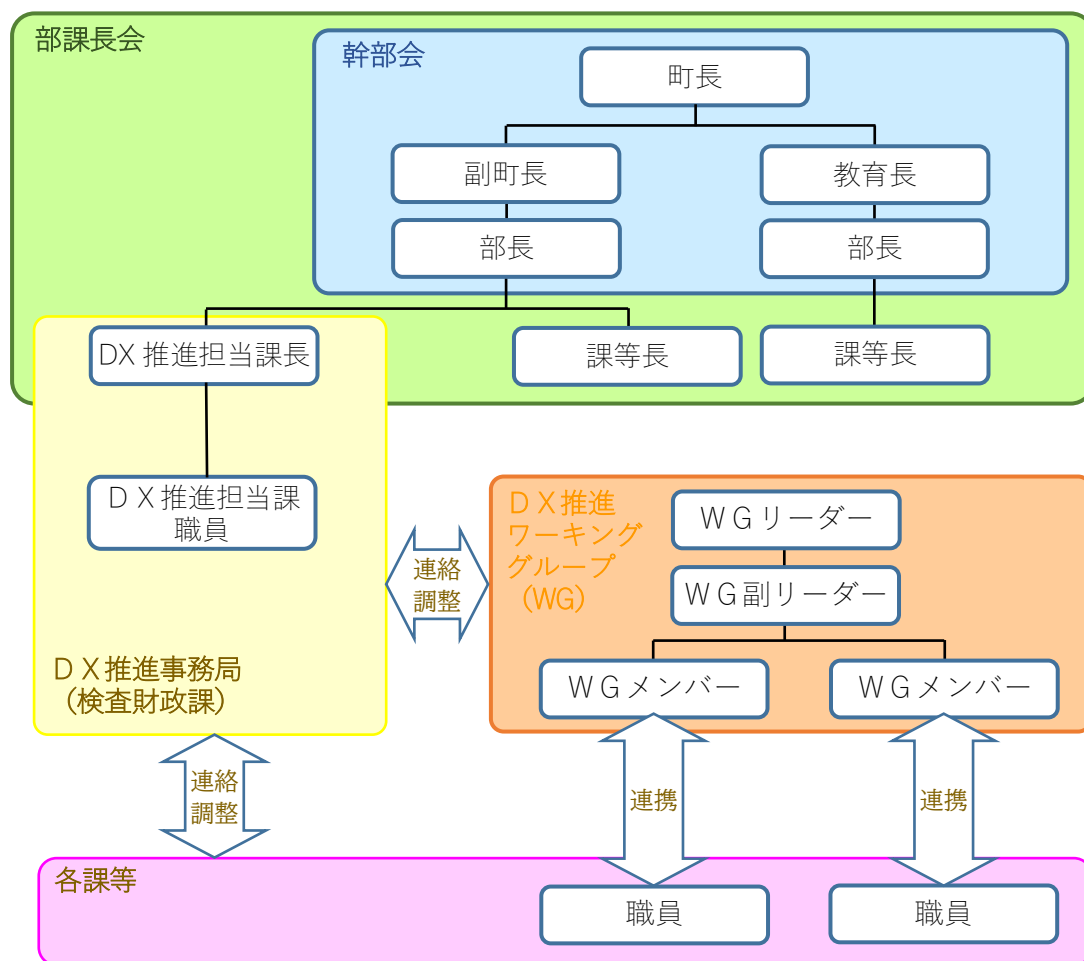 部課長会
幹部会
町長
副町長
教育長
部長
部長
DX 推進担当課長
課等長
課等長
ＤＸ推進担当課
職員
ＤＸ推進事務局
（検査財政課）
連絡
調整
ＤＸ推進
ワーキング
グループ
（WG）
ＷＧリーダー
ＷＧ副リーダー
ＷＧメンバー
ＷＧメンバー
連絡
調整
連携
連携
各課等
職員
職員